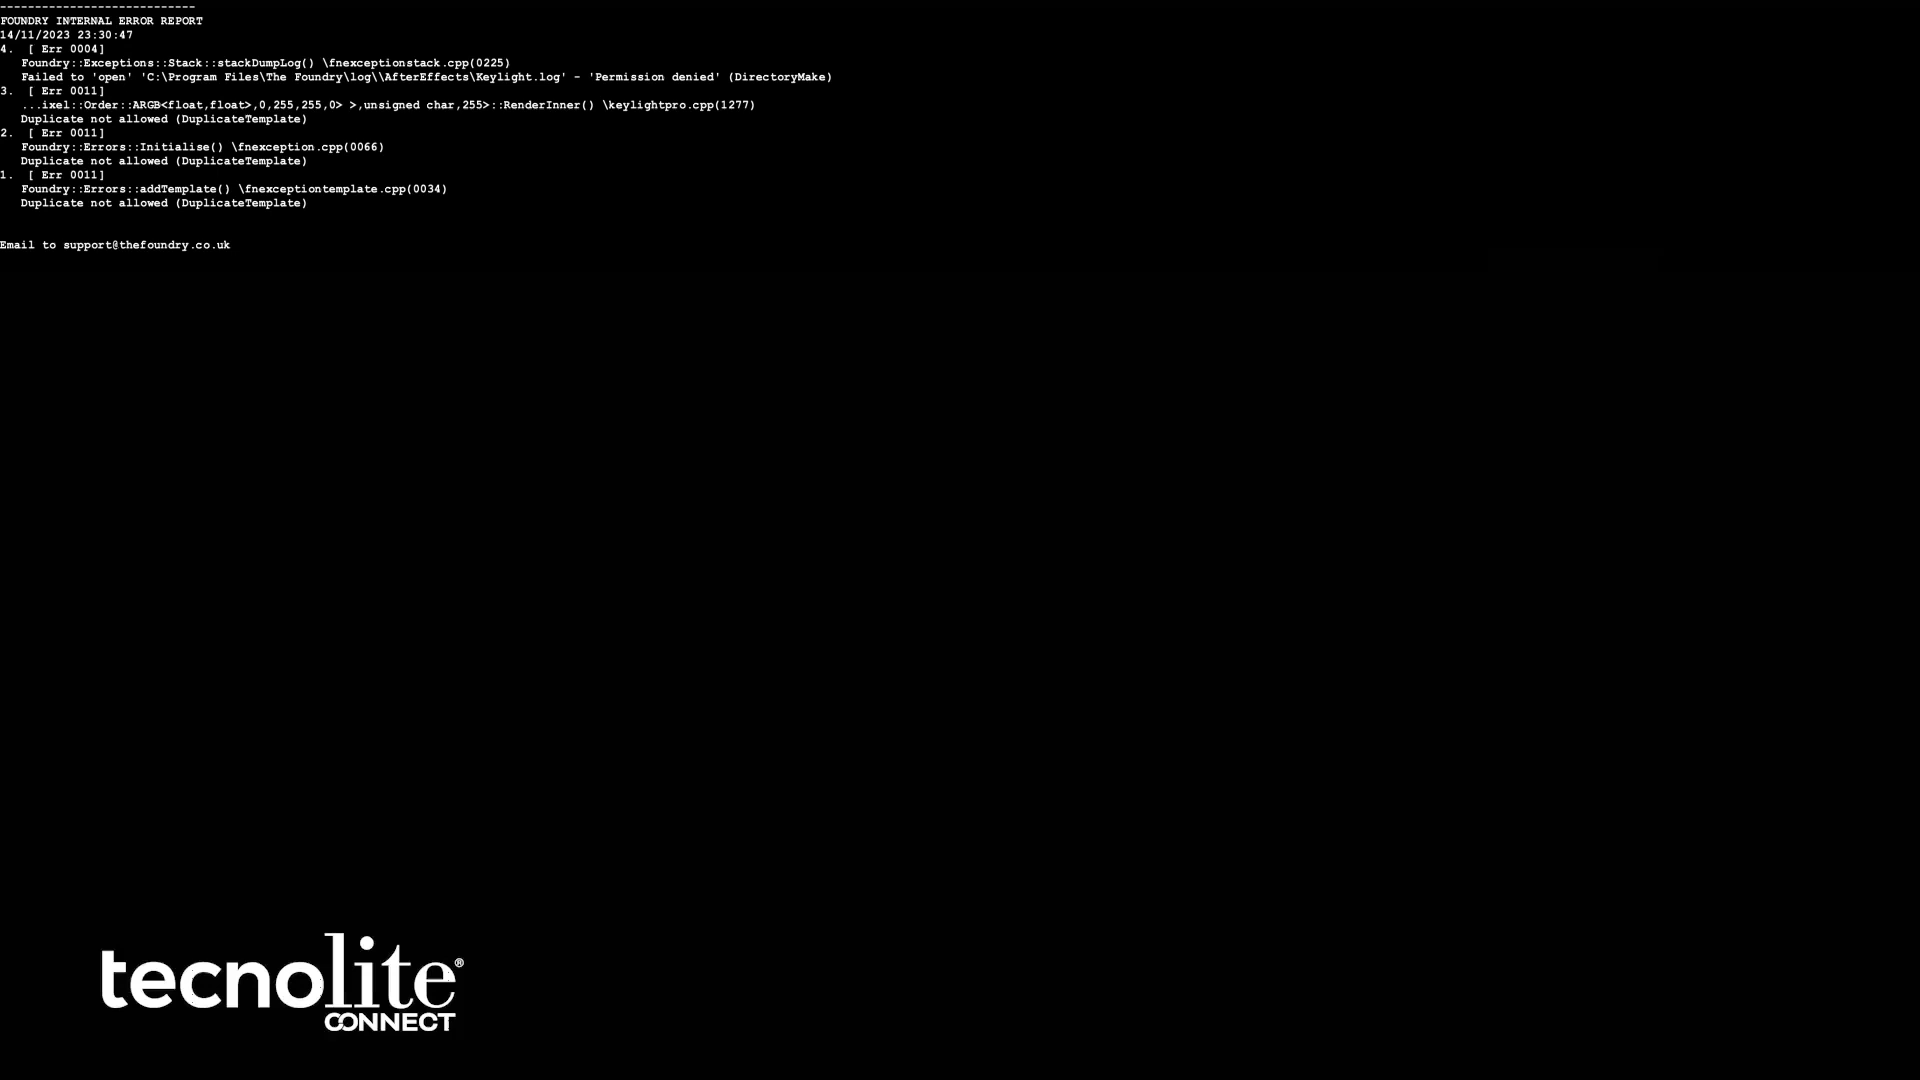 ----------------------------
FOUNDRY INTERNAL ERROR REPORT
14/11/2023 23:30:47
4.  [ Err 0004]
   Foundry::Exceptions::Stack::stackDumpLog() \fnexceptionstack.cpp(0225)
   Failed to 'open' 'C:\Program Files\The Foundry\log\\AfterEffects\Keylight.log' - 'Permission denied' (DirectoryMake)
3.  [ Err 0011]
   ...ixel::Order::ARGB<float,float>,0,255,255,0> >,unsigned char,255>::RenderInner() \keylightpro.cpp(1277)
   Duplicate not allowed (DuplicateTemplate)
2.  [ Err 0011]
   Foundry::Errors::Initialise() \fnexception.cpp(0066)
   Duplicate not allowed (DuplicateTemplate)
1.  [ Err 0011]
   Foundry::Errors::addTemplate() \fnexceptiontemplate.cpp(0034)
   Duplicate not allowed (DuplicateTemplate)
Email to support@thefoundry.co.uk
tecnolite®
CONNECT